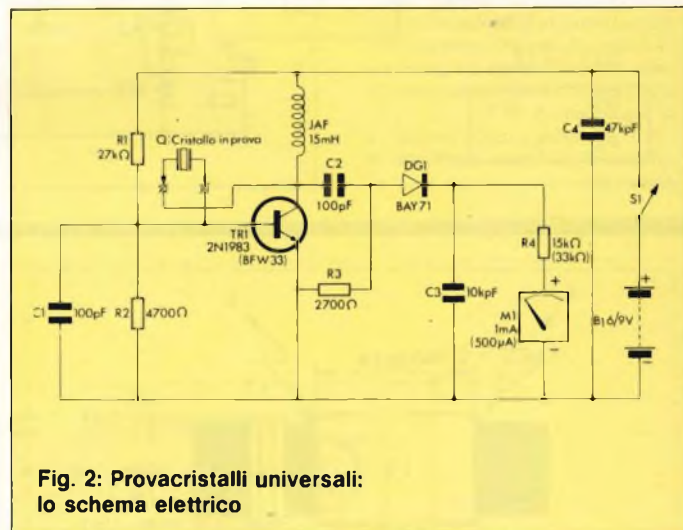 R1
27kΩ
Q: Cristallo in prova
JAF
15mH
C2
100pF
DG1
BAY71
C4
47kpF
S1
TR1
2N1983
(BFW33)
R3
2700Ω
R4
15kΩ
(33kΩ)
C1
100pF
R2
4700Ω
C3
10kpF
+
M1
1mA
(500µA)
-
+
B1 6/9V
-
Fig. 2: Provacristalli universali:
lo schema elettrico